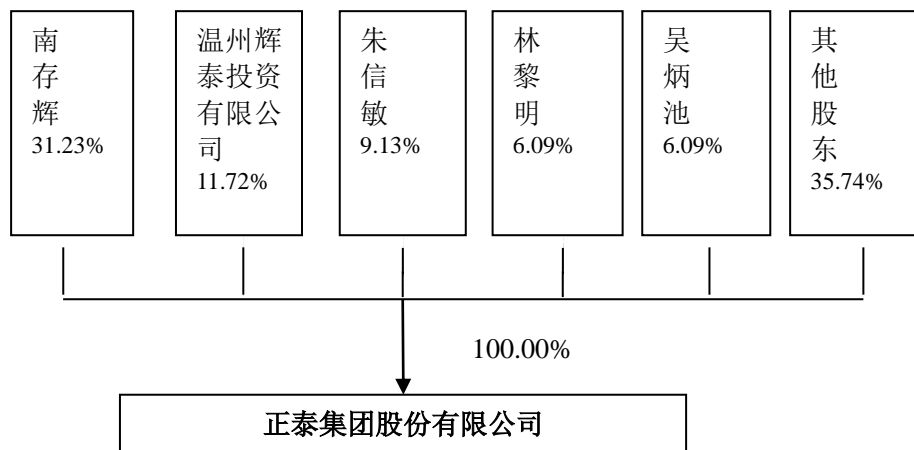 南
存
辉
31.23%
温州辉
泰投资
有限公
司
11.72%
朱
信
敏
9.13%
林
黎
明
6.09%
吴
炳
池
6.09%
其
他
股
东
35.74%
100.00%
正泰集团股份有限公司